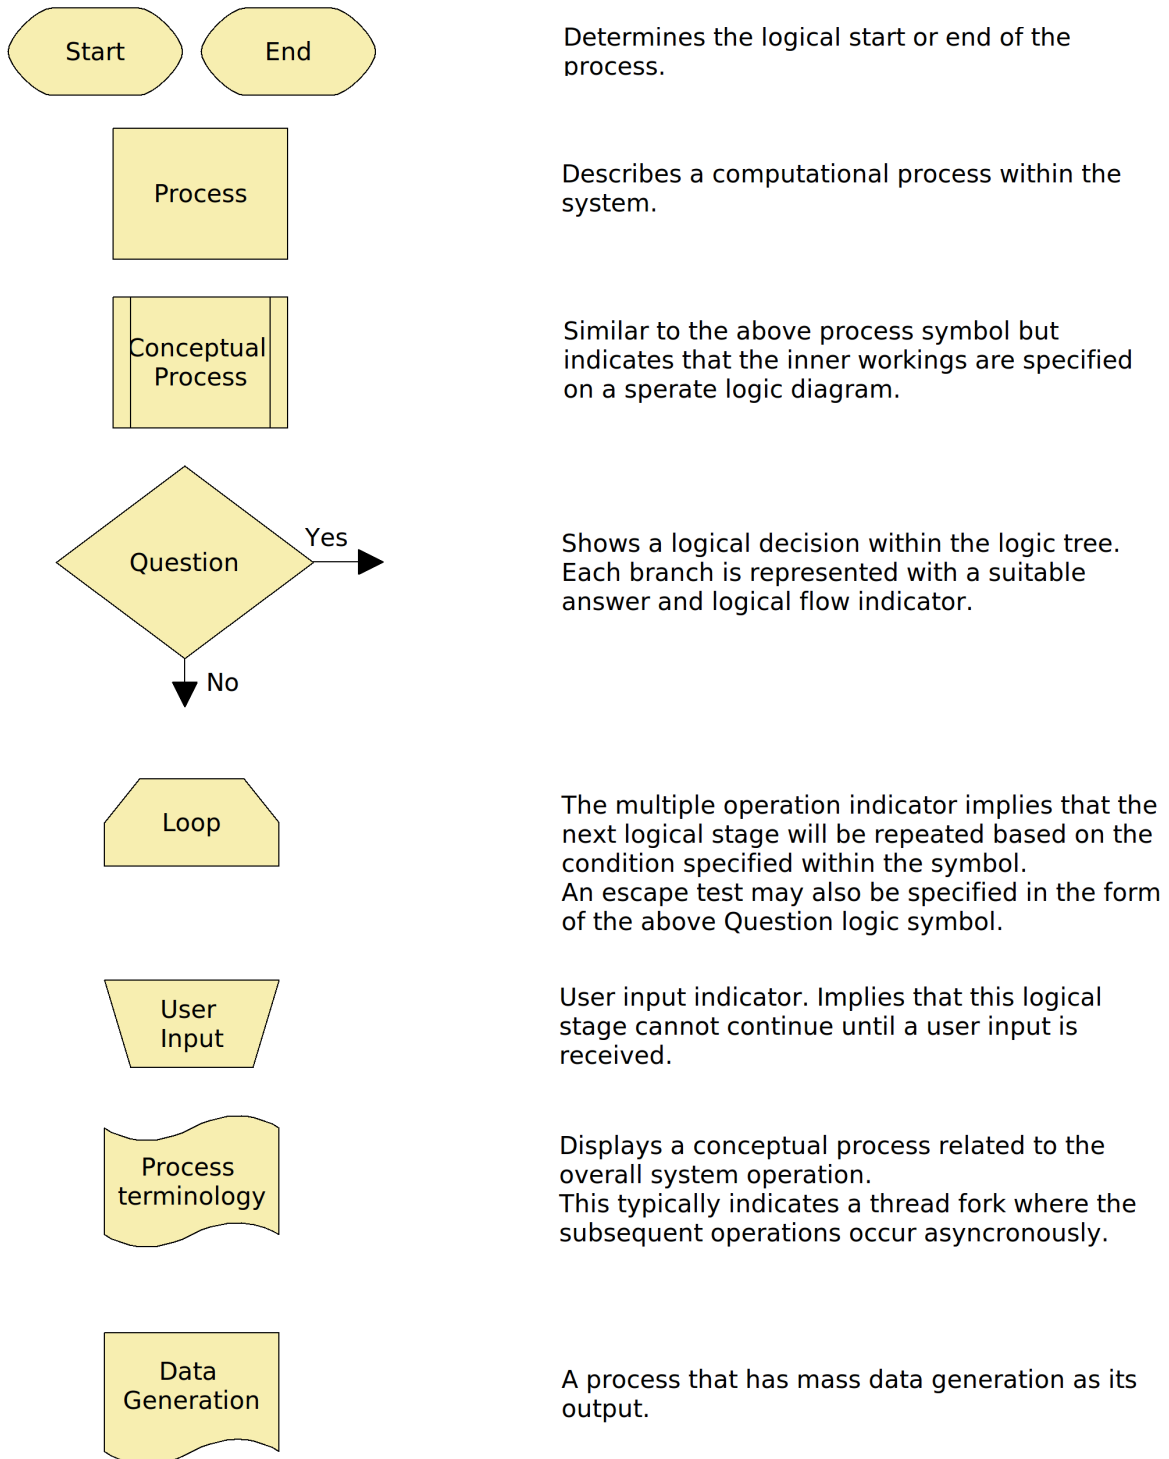 Start
End
Determines the logical start or end of the
process.
Process
Describes a computational process within the
system.
Conceptual
Process
Similar to the above process symbol but
indicates that the inner workings are specified
on a sperate logic diagram.
Question
Yes
No
Shows a logical decision within the logic tree.
Each branch is represented with a suitable
answer and logical flow indicator.
Loop
The multiple operation indicator implies that the
next logical stage will be repeated based on the
condition specified within the symbol.
An escape test may also be specified in the form
of the above Question logic symbol.
User
Input
User input indicator. Implies that this logical
stage cannot continue until a user input is
received.
Process
terminology
Displays a conceptual process related to the
overall system operation.
This typically indicates a thread fork where the
subsequent operations occur asyncronously.
Data
Generation
A process that has mass data generation as its
output.